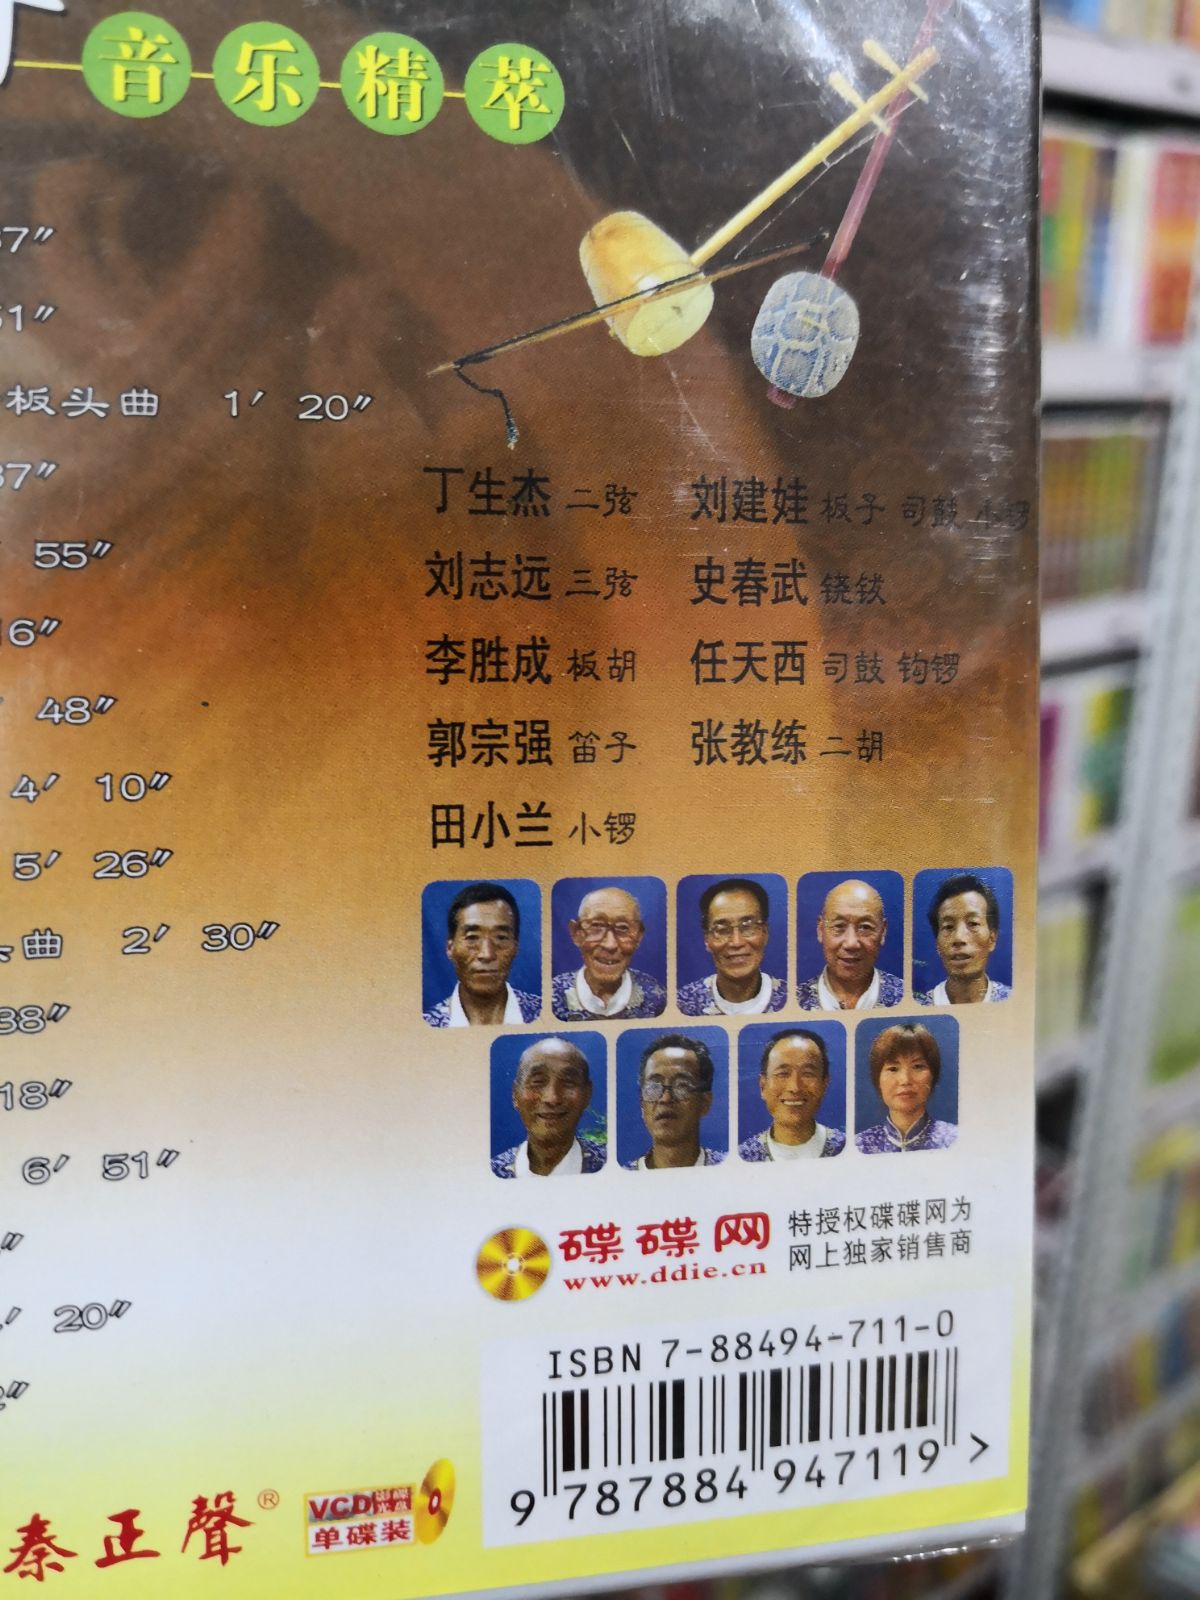 音乐精萃
37″
51″
板头曲 1′ 20″
37″
′ 55″
16″
′ 48″
4′ 10″
5′ 26″
头曲 2′ 30″
38″
18″
6′ 51″
″
′ 20″
″
丁生杰 二弦 刘建娃 板子 司鼓 小锣
刘志远 三弦 史春武 铙钹
李胜成 板胡 任天西 司鼓 钩锣
郭宗强 笛子 张教练 二胡
田小兰 小锣
碟碟网
www.ddie.cn
特授权碟碟网为
网上独家销售商
ISBN 7-88494-711-0
9 787884 947119 >
秦正聲®
VCD
单碟装